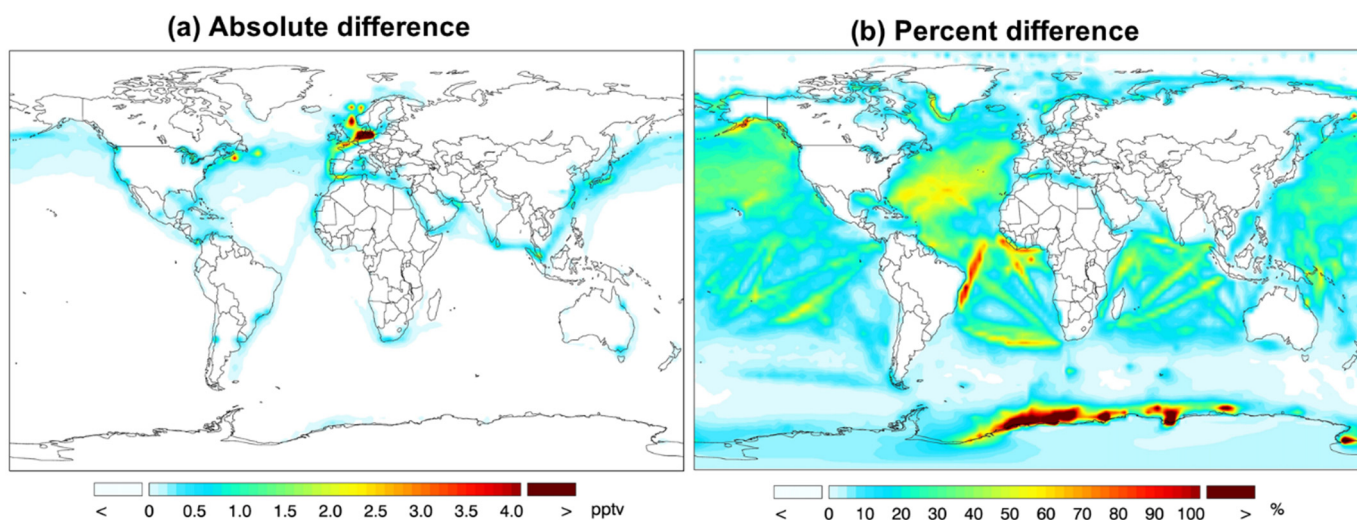 (a) Absolute difference
(b) Percent difference
< 0 0.5 1.0 1.5 2.0 2.5 3.0 3.5 4.0 > pptv
< 0 10 20 30 40 50 60 70 80 90 100 > %